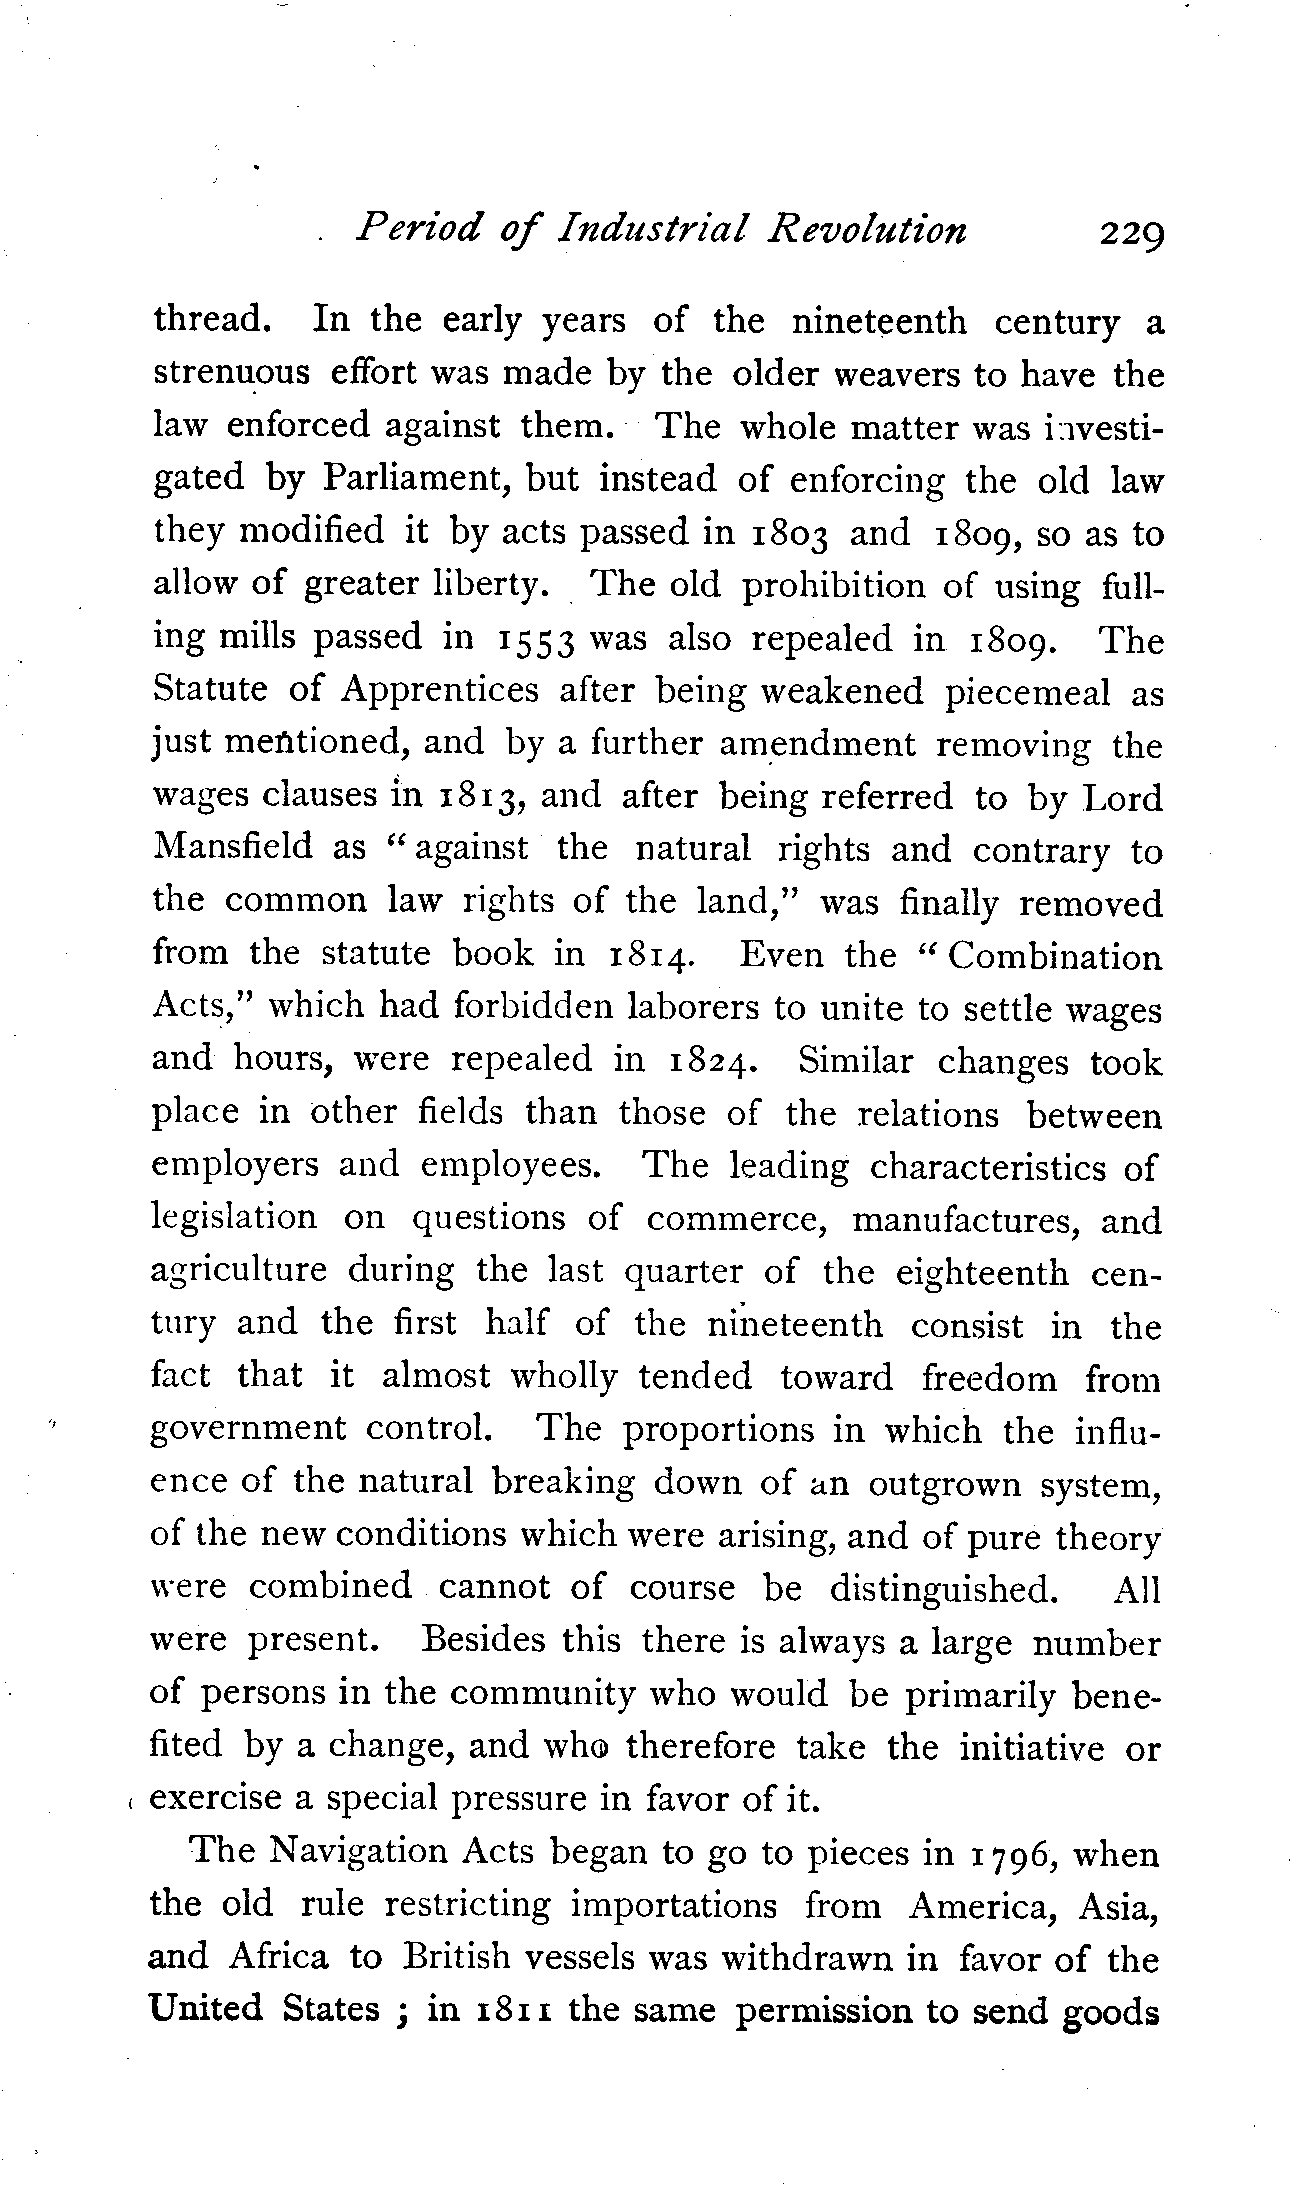 Period of Industrial Revolution 229
thread. In the early years of the nineteenth century a
strenuous effort was made by the older weavers to have the
law enforced against them. The whole matter was investi-
gated by Parliament, but instead of enforcing the old law
they modified it by acts passed in 1803 and 1809, so as to
allow of greater liberty. The old prohibition of using full-
ing mills passed in 1553 was also repealed in 1809. The
Statute of Apprentices after being weakened piecemeal as
just mentioned, and by a further amendment removing the
wages clauses in 1813, and after being referred to by Lord
Mansfield as “against the natural rights and contrary to
the common law rights of the land,” was finally removed
from the statute book in 1814. Even the “Combination
Acts,” which had forbidden laborers to unite to settle wages
and hours, were repealed in 1824. Similar changes took
place in other fields than those of the relations between
employers and employees. The leading characteristics of
legislation on questions of commerce, manufactures, and
agriculture during the last quarter of the eighteenth cen-
tury and the first half of the nineteenth consist in the
fact that it almost wholly tended toward freedom from
government control. The proportions in which the influ-
ence of the natural breaking down of an outgrown system,
of the new conditions which were arising, and of pure theory
were combined cannot of course be distinguished. All
were present. Besides this there is always a large number
of persons in the community who would be primarily bene-
fited by a change, and who therefore take the initiative or
exercise a special pressure in favor of it.
The Navigation Acts began to go to pieces in 1796, when
the old rule restricting importations from America, Asia,
and Africa to British vessels was withdrawn in favor of the
United States ; in 1811 the same permission to send goods